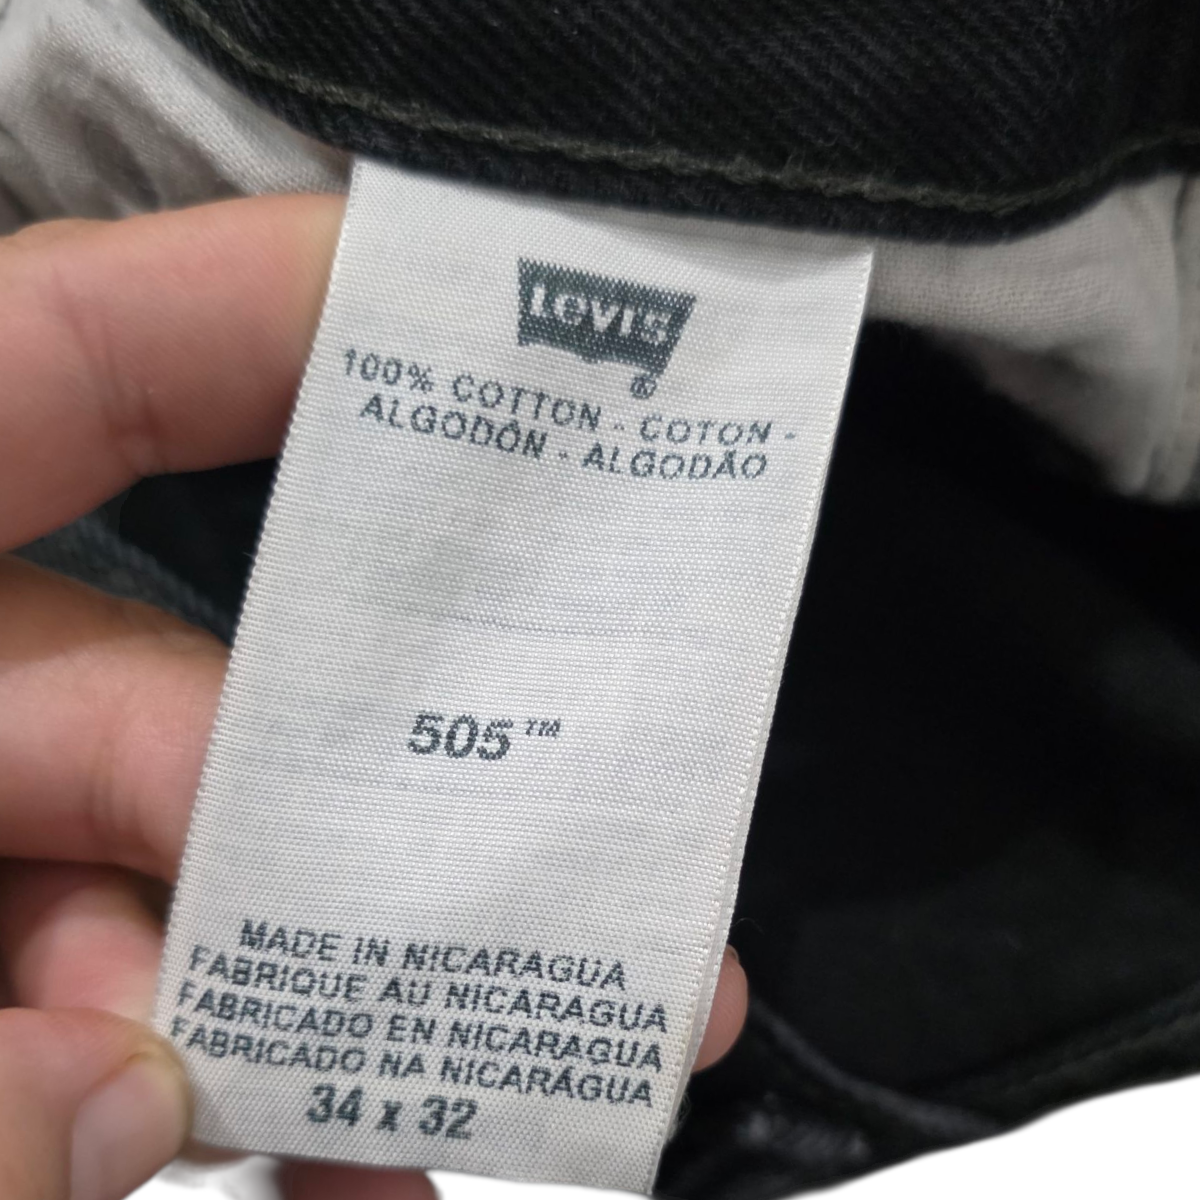 Levi's
®
100% COTTON - COTON -
ALGODÓN - ALGODÃO
505™
MADE IN NICARAGUA
FABRIQUE AU NICARAGUA
FABRICADO EN NICARAGUA
FABRICADO NA NICARÁGUA
34 x 32